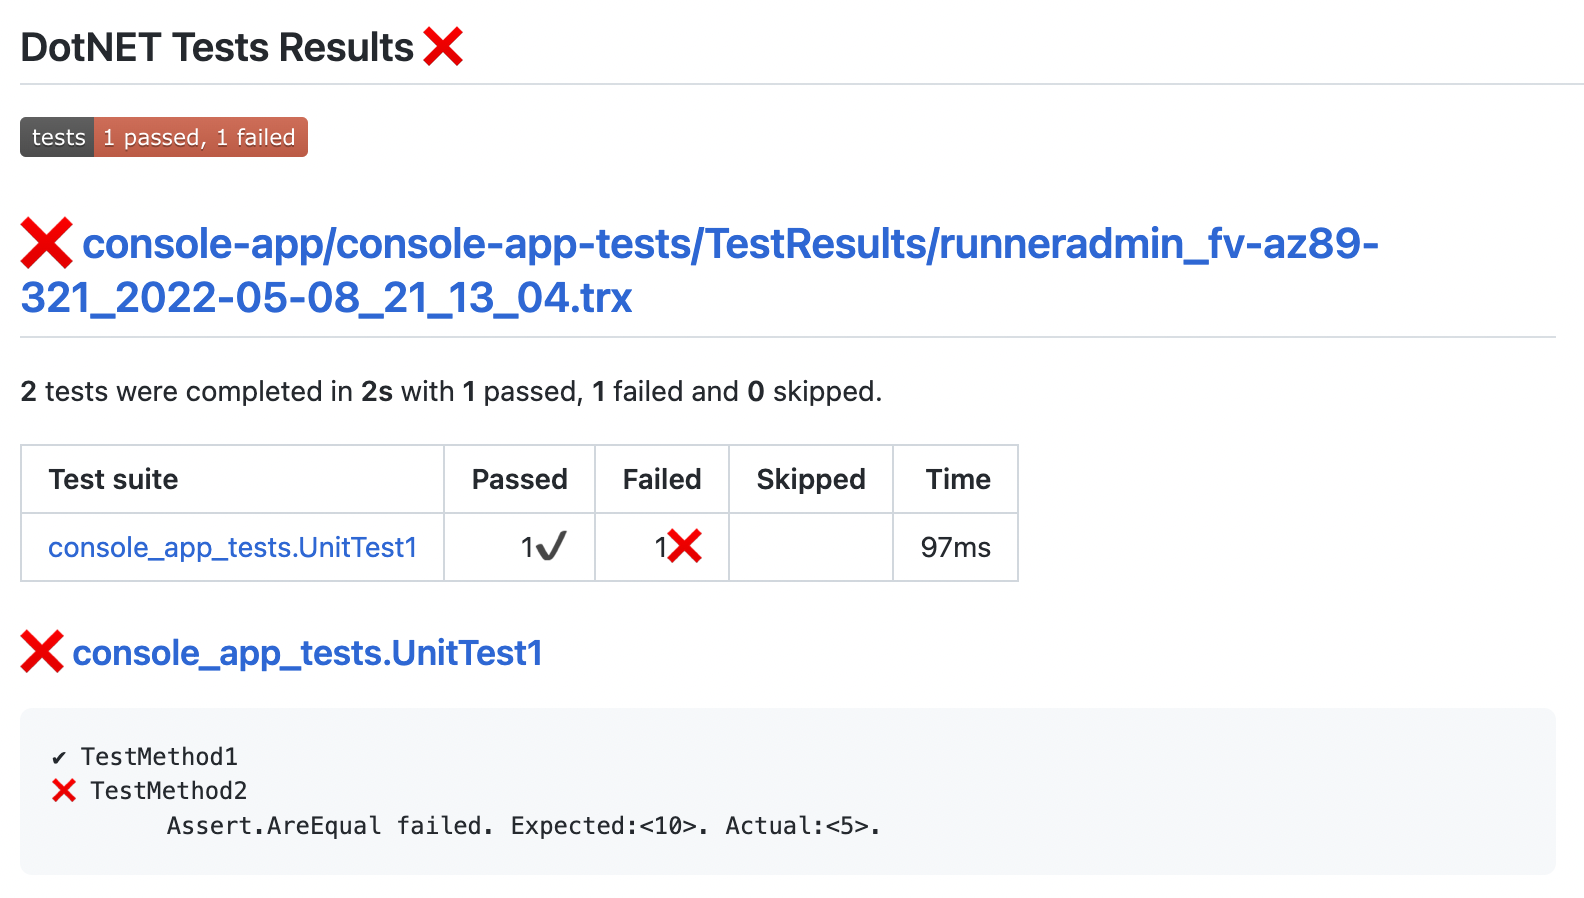 DotNET Tests Results ❌
tests 1 passed, 1 failed
❌ console-app/console-app-tests/TestResults/runneradmin_fv-az89-
321_2022-05-08_21_13_04.trx
2 tests were completed in 2s with 1 passed, 1 failed and 0 skipped.
Test suite Passed Failed Skipped Time
console_app_tests.UnitTest1 1✔ 1❌ 97ms
❌ console_app_tests.UnitTest1
✔ TestMethod1
❌ TestMethod2
Assert.AreEqual failed. Expected:<10>. Actual:<5>.